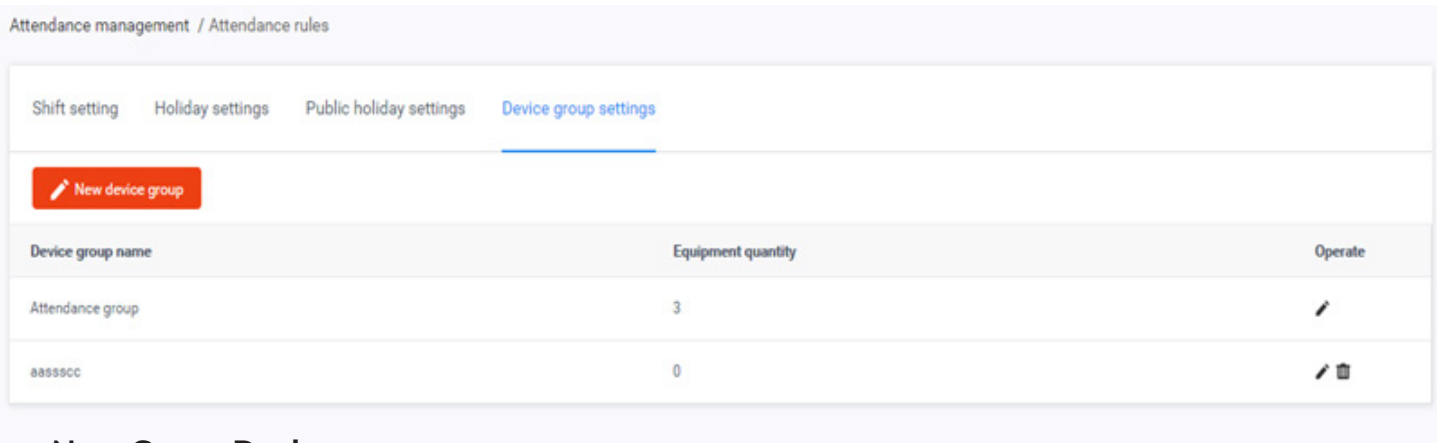 Attendance management / Attendance rules
Shift setting Holiday settings Public holiday settings Device group settings
New device group
Device group name Equipment quantity Operate
Attendance group 3
aassscc 0